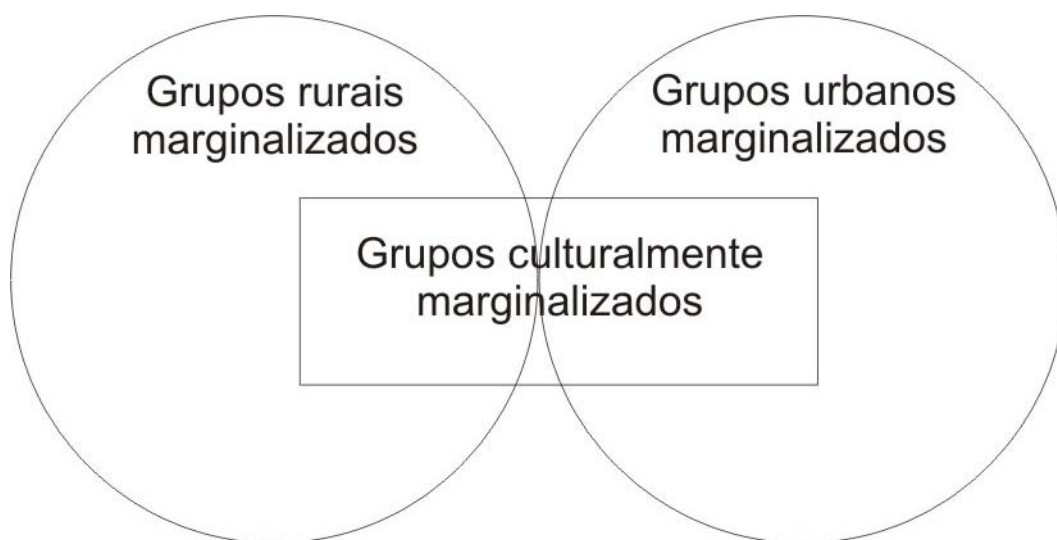 Grupos rurais
marginalizados
Grupos urbanos
marginalizados
Grupos culturalmente
marginalizados